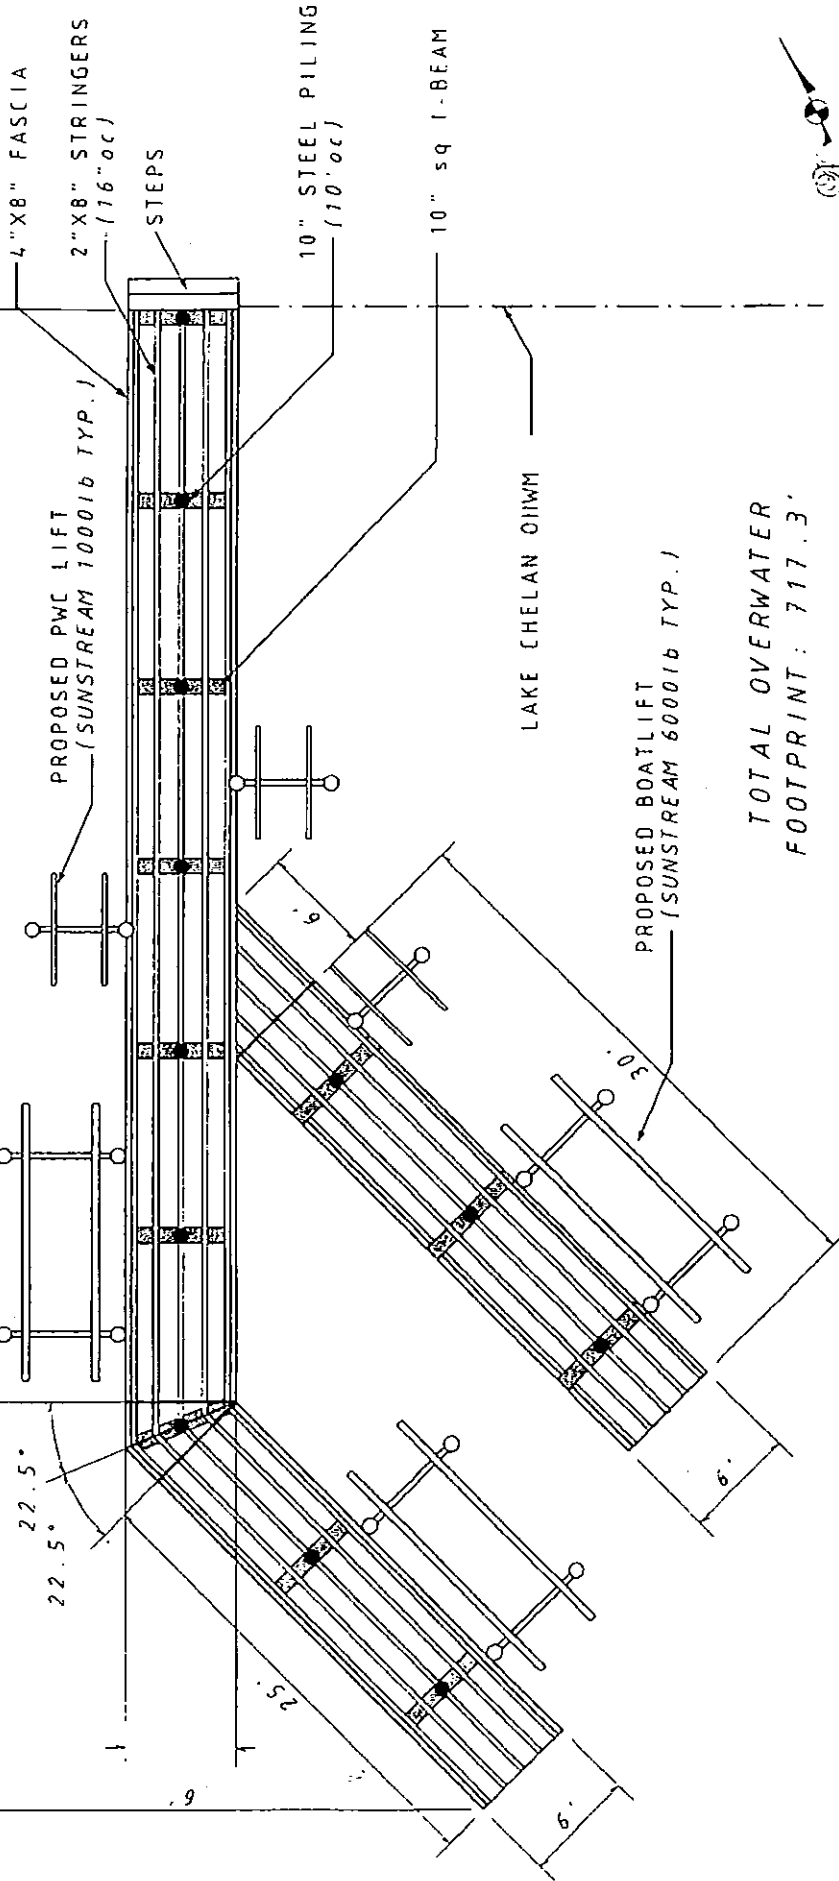 4"X8" FASCIA
2"X8" STRINGERS
(16"oc)
STEPS
10" STEEL PILING
(10'oc)
10" sq I-BEAM
PROPOSED PWC LIFT
(SUNSTREAM 1000lb TYP.)
LAKE CHELAN OHWM
PROPOSED BOATLIFT
(SUNSTREAM 6000lb TYP.)
TOTAL OVERWATER
FOOTPRINT: 717.3'
6'
30'
6'
22.5°
22.5°
25'
6'
6'